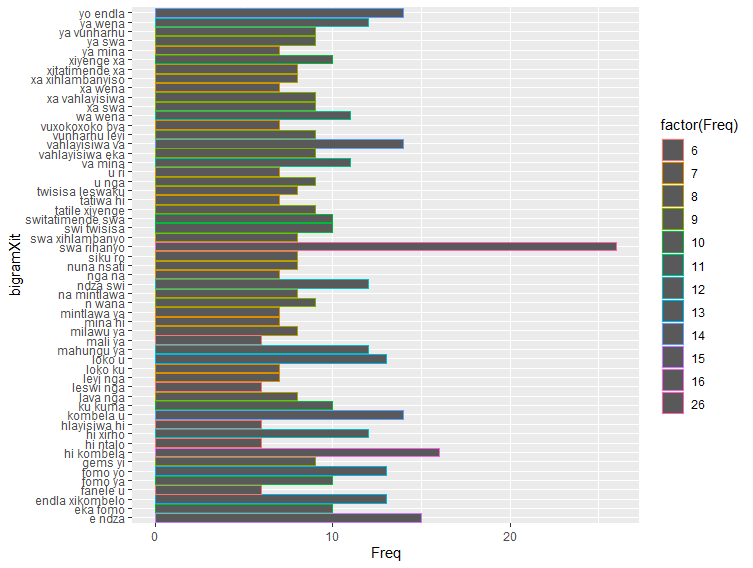 yo endla
ya wena
ya vunharhu
ya swa
ya mina
xiyenge xa
xitatimende xa
xa xihlambanyiso
xa wena
xa vahlayisiwa
xa swa
wa wena
vuxokoxoko bya
vunharhu leyi
vahlayisiwa va
vahlayisiwa eka
va mina
u ri
u nga
twisisa leswaku
tatiwa hi
tatile xiyenge
switatimende swa
swi twisisa
swa xihlambanyo
swa rihanyo
siku ro
nuna nsati
nga na
ndza swi
na mintlawa
n wana
mintlawa ya
mina hi
milawu ya
mali ya
mahungu ya
loko u
loko ku
leyi nga
leswi nga
lava nga
ku kuma
kombela u
hlayisiwa hi
hi xirho
hi ntalo
hi kombela
gems yi
fomo yo
fomo ya
fanele u
endla xikombelo
eka fomo
e ndza
bigramXit
0
10
20
Freq
factor(Freq)
6
7
8
9
10
11
12
13
14
15
16
26